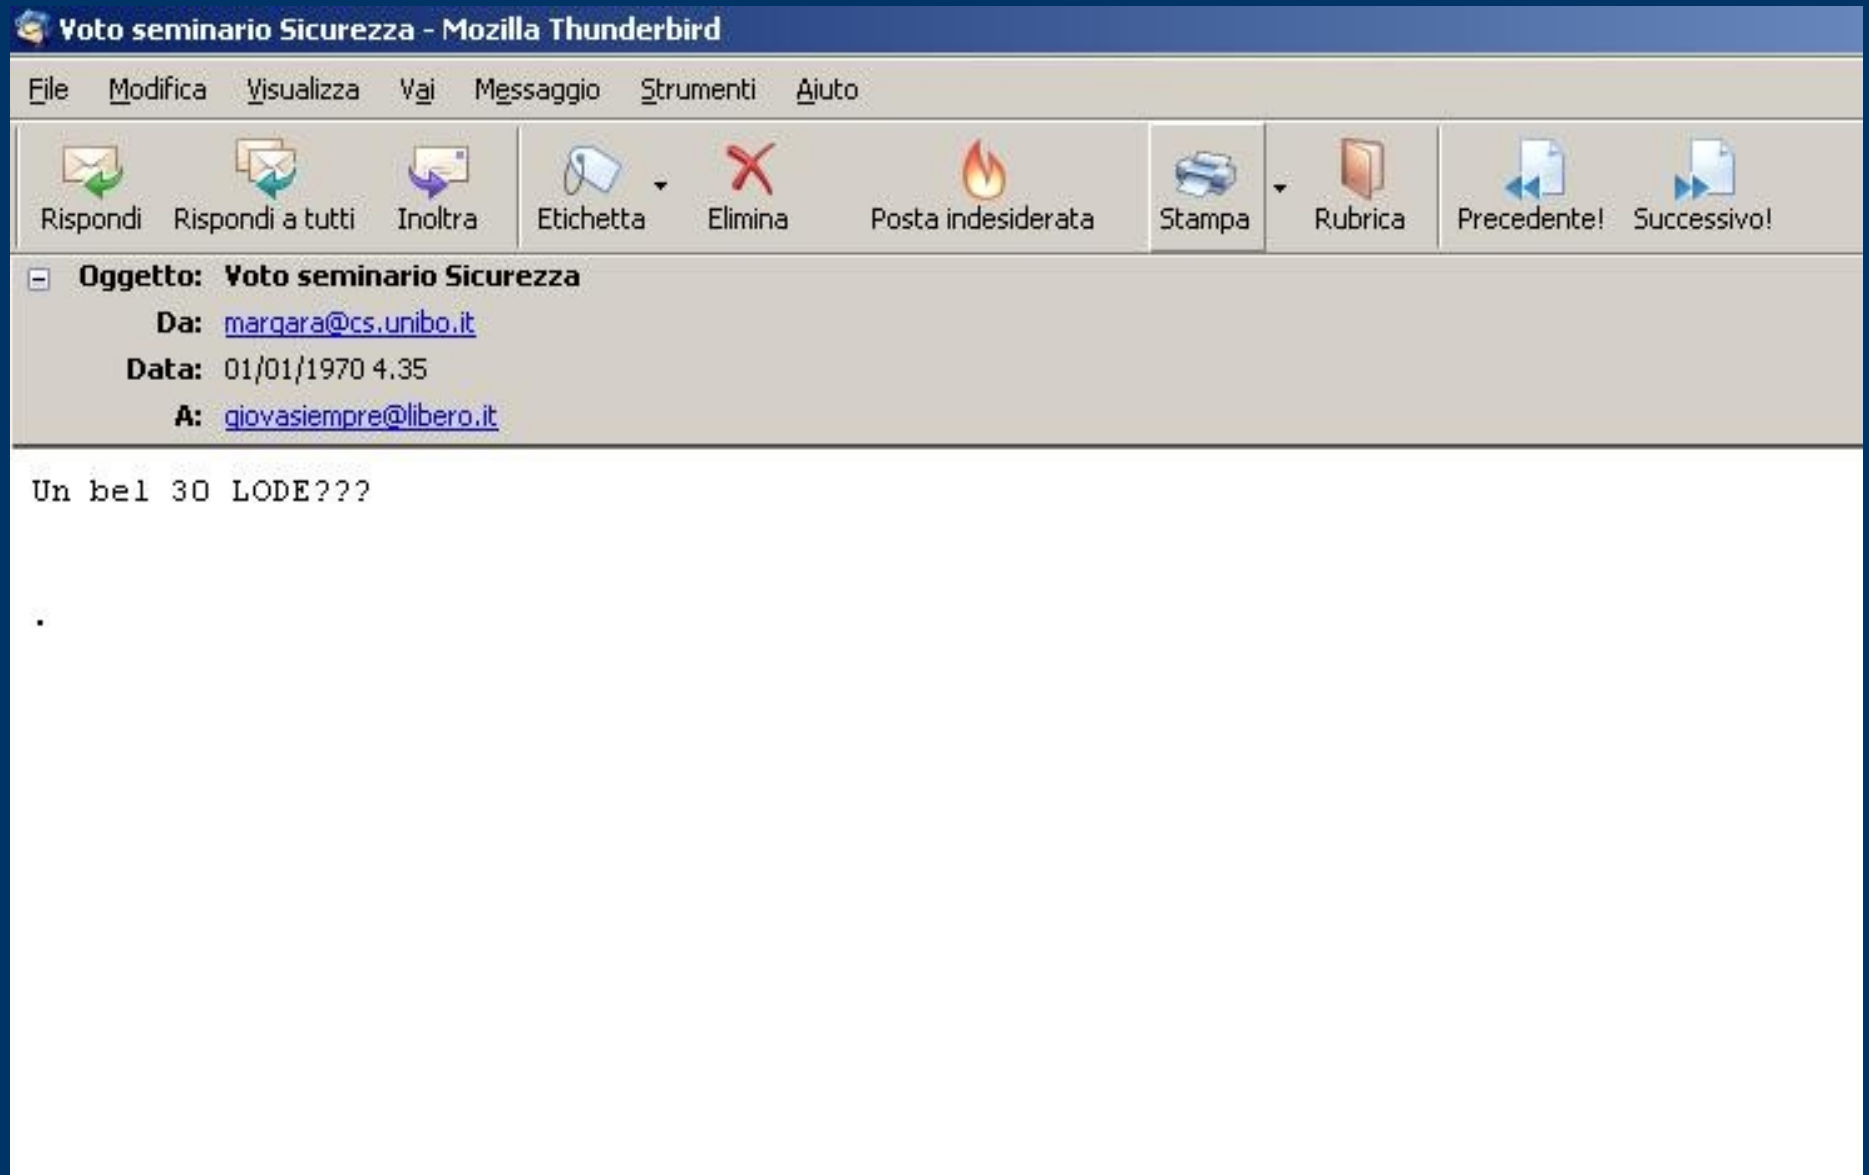 Voto seminario Sicurezza - Mozilla Thunderbird
File Modifica Visualizza Vai Messaggio Strumenti Aiuto
Rispondi Rispondi a tutti Inoltra Etichetta Elimina Posta indesiderata Stampa Rubrica Precedente! Successivo!
Oggetto: Voto seminario Sicurezza
Da: margara@cs.unibo.it
Data: 01/01/1970 4.35
A: giovasiempre@libero.it
Un bel 30 LODE???
.